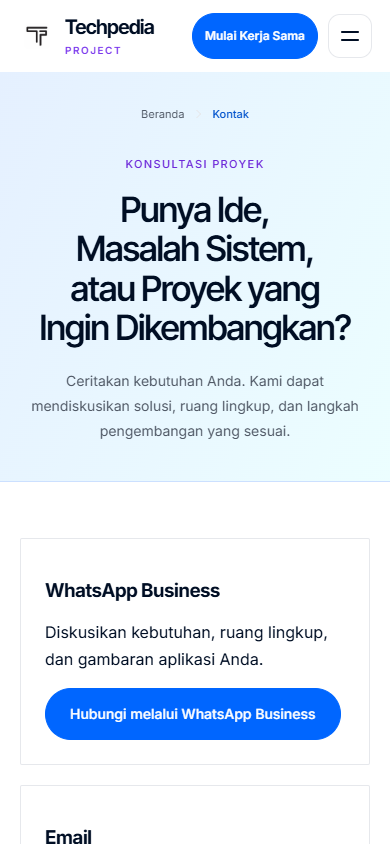 Techpedia
PROJECT
Mulai Kerja Sama
Beranda
Kontak
KONSULTASI PROYEK
Punya Ide,
Masalah Sistem,
atau Proyek yang
Ingin Dikembangkan?
Ceritakan kebutuhan Anda. Kami dapat
mendiskusikan solusi, ruang lingkup, dan langkah
pengembangan yang sesuai.
WhatsApp Business
Diskusikan kebutuhan, ruang lingkup,
dan gambaran aplikasi Anda.
Hubungi melalui WhatsApp Business
Email